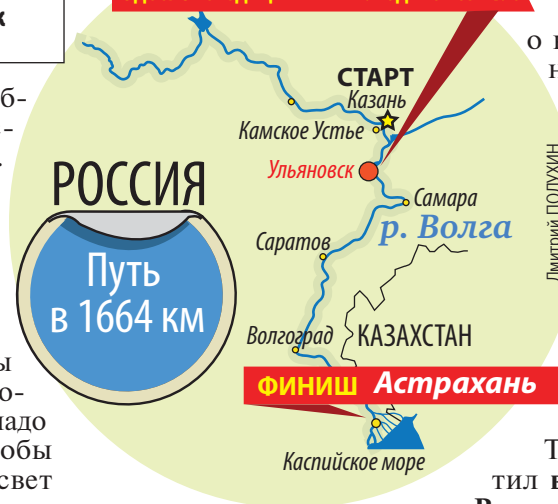 СТАРТ
Казань
Камское Устье
Ульяновск
РОССИЯ
Самара
р. Волга
Саратов
Путь
в 1664 км
Волгоград
КАЗАХСТАН
ФИНИШ Астрахань
Каспийское море
Дмитрий ПОЛУХИН
о
б-
ы
о-
надо
обы
свет
Т
тил в